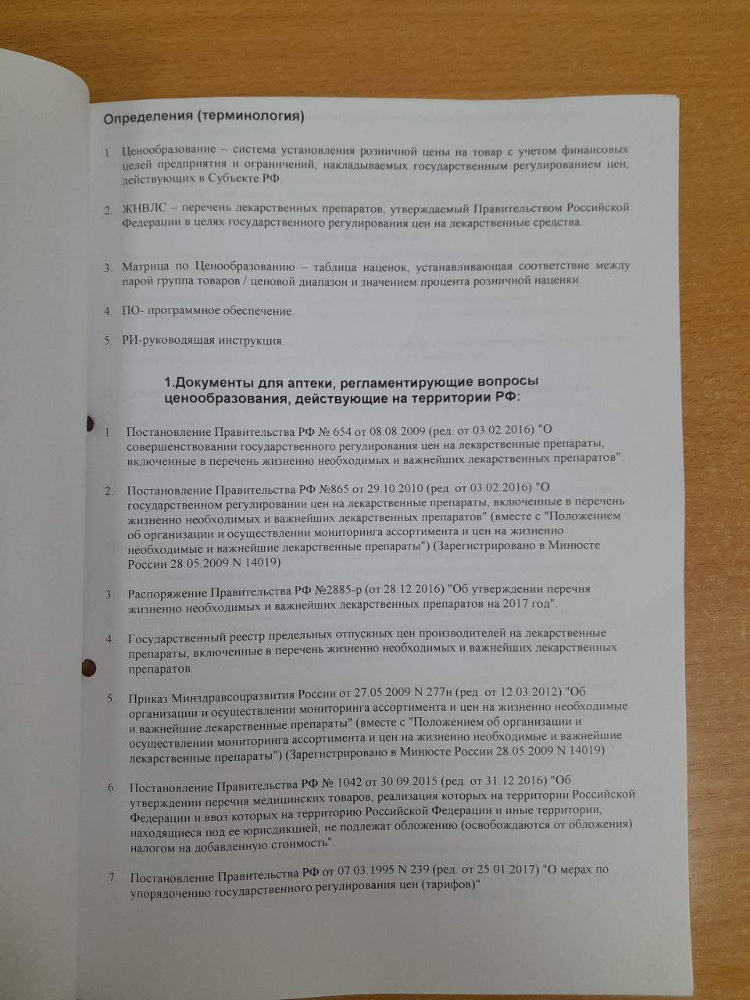 Определения (терминология)
1. Ценообразование – система установления розничной цены на товар с учетом финансовых
целей предприятия и ограничений, накладываемых государственным регулированием цен,
действующих в Субъекте РФ.
2. ЖНВЛС – перечень лекарственных препаратов, утверждаемый Правительством Российской
Федерации в целях государственного регулирования цен на лекарственные средства.
3. Матрица по Ценообразованию – таблица наценок, устанавливающая соответствие между
парой группа товаров / ценовой диапазон и значением процента розничной наценки.
4. ПО- программное обеспечение.
5. РИ-руководящая инструкция.
1.Документы для аптеки, регламентирующие вопросы
ценообразования, действующие на территории РФ:
1. Постановление Правительства РФ № 654 от 08.08.2009 (ред. от 03.02.2016) "О
совершенствовании государственного регулирования цен на лекарственные препараты,
включенные в перечень жизненно необходимых и важнейших лекарственных препаратов".
2. Постановление Правительства РФ №865 от 29.10.2010 (ред. от 03.02.2016) "О
государственном регулировании цен на лекарственные препараты, включенные в перечень
жизненно необходимых и важнейших лекарственных препаратов" (вместе с "Положением
об организации и осуществлении мониторинга ассортимента и цен на жизненно
необходимые и важнейшие лекарственные препараты") (Зарегистрировано в Минюсте
России 28.05.2009 N 14019)
3. Распоряжение Правительства РФ №2885-р (от 28.12.2016) "Об утверждении перечня
жизненно необходимых и важнейших лекарственных препаратов на 2017 год".
4. Государственный реестр предельных отпускных цен производителей на лекарственные
препараты, включенные в перечень жизненно необходимых и важнейших лекарственных
препаратов.
5. Приказ Минздравсоцразвития России от 27.05.2009 N 277н (ред. от 12.03.2012) "Об
организации и осуществлении мониторинга ассортимента и цен на жизненно необходимые
и важнейшие лекарственные препараты" (вместе с "Положением об организации и
осуществлении мониторинга ассортимента и цен на жизненно необходимые и важнейшие
лекарственные препараты") (Зарегистрировано в Минюсте России 28.05.2009 N 14019)
6. Постановление Правительства РФ № 1042 от 30.09.2015 (ред. от 31.12.2016) "Об
утверждении перечня медицинских товаров, реализация которых на территории Российской
Федерации и ввоз которых на территорию Российской Федерации и иные территории,
находящиеся под ее юрисдикцией, не подлежат обложению (освобождаются от обложения)
налогом на добавленную стоимость".
7. Постановление Правительства РФ от 07.03.1995 N 239 (ред. от 25.01.2017) "О мерах по
упорядочению государственного регулирования цен (тарифов)"